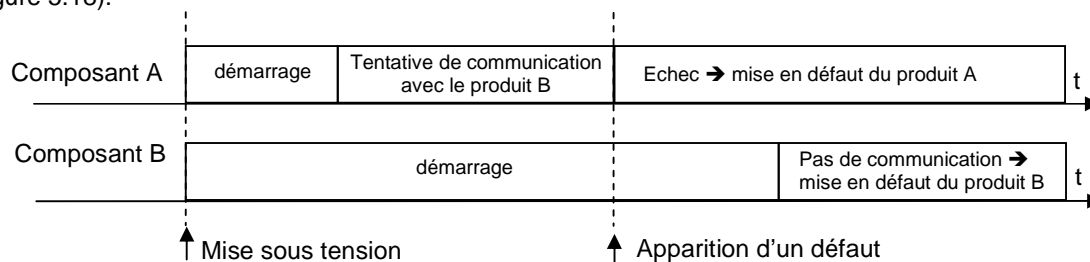 gure 3.18).
Composant A
démarrage
Tentative de communication
avec le produit B
Echec ➔ mise en défaut du produit A
t
Composant B
démarrage
Pas de communication ➔
mise en défaut du produit B
t
Mise sous tension
Apparition d’un défaut